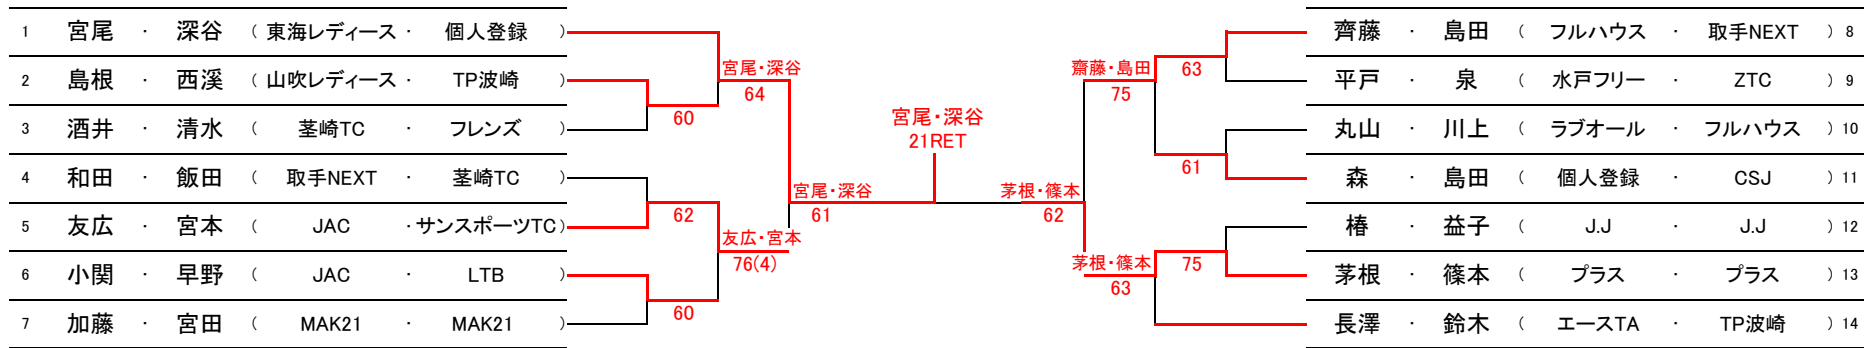 1 宮尾 ・ 深谷 ( 東海レディース ・ 個人登録 )
2 島根 ・ 西溪 ( 山吹レディース ・ TP波崎 )
3 酒井 ・ 清水 ( 茎崎TC ・ フレンズ )
4 和田 ・ 飯田 ( 取手NEXT ・ 茎崎TC )
5 友広 ・ 宮本 ( JAC ・ サンスポーツTC )
6 小関 ・ 早野 ( JAC ・ LTB )
7 加藤 ・ 宮田 ( MAK21 ・ MAK21 )
60
62
60
宮尾・深谷
64
友広・宮本
76(4)
宮尾・深谷
61
宮尾・深谷
21RET
茅根・篠本
62
齋藤・島田
75
茅根・篠本
63
63
61
75
齊藤 ・ 島田 ( フルハウス ・ 取手NEXT ) 8
平戸 ・ 泉 ( 水戸フリー ・ ZTC ) 9
丸山 ・ 川上 ( ラブオール ・ フルハウス ) 10
森 ・ 島田 ( 個人登録 ・ CSJ ) 11
椿 ・ 益子 ( J.J ・ J.J ) 12
茅根 ・ 篠本 ( プラス ・ プラス ) 13
長澤 ・ 鈴木 ( エースTA ・ TP波崎 ) 14